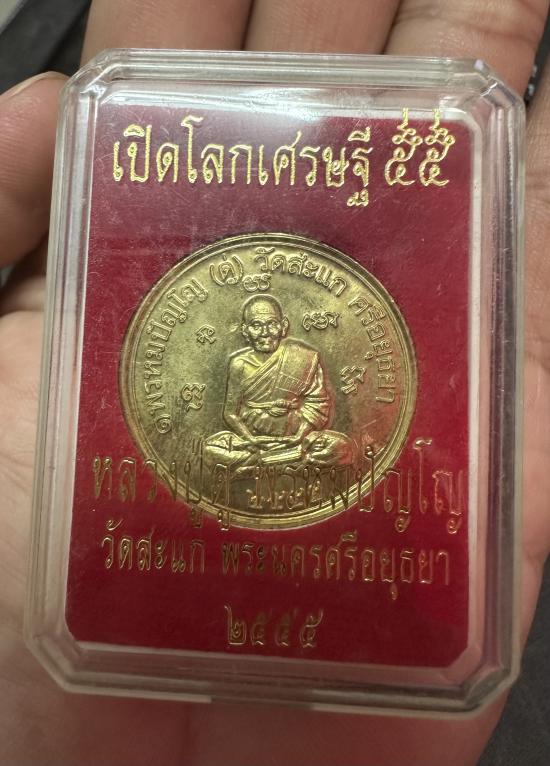 เปิดโลกเศรษฐี ๕๕
๑พรหมปัญโญ (ดู่) วัดสะแก ศรีอยุธยา
หลวงปู่ดู่ พรหมปัญโญ
วัดสะแก พระนครศรีอยุธยา
๒๕๕๕